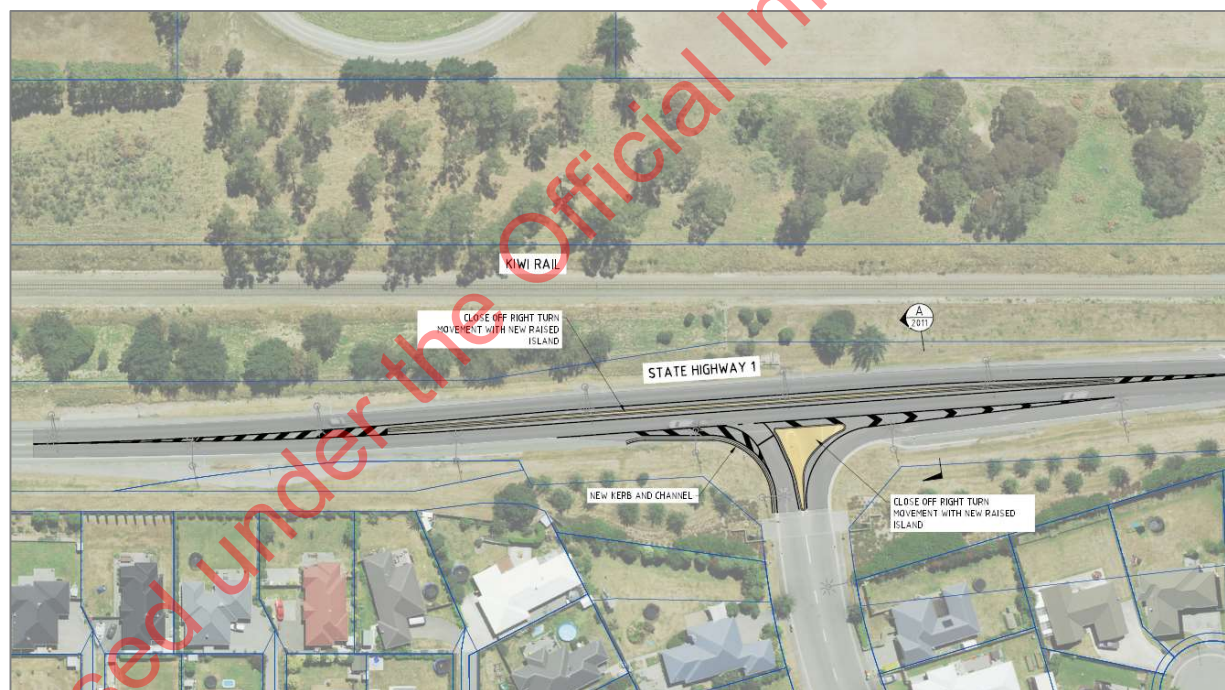 KIWI RAIL
CLOSE OFF RIGHT TURN
MOVEMENT WITH NEW RAISED
ISLAND
A
2011
STATE HIGHWAY 1
NEW KERB AND CHANNEL
CLOSE OFF RIGHT TURN
MOVEMENT WITH NEW RAISED
ISLAND
sed under the Official In